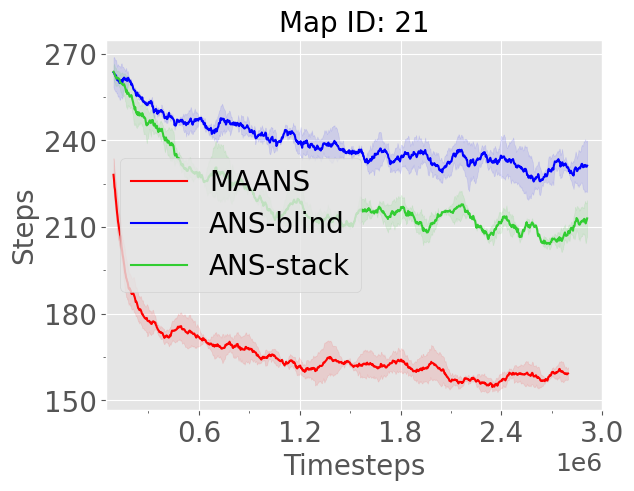 Map ID: 21
270
240
210
180
150
Steps
MAANS
ANS-blind
ANS-stack
0.6 1.2 1.8 2.4 3.0
Timesteps
1e6